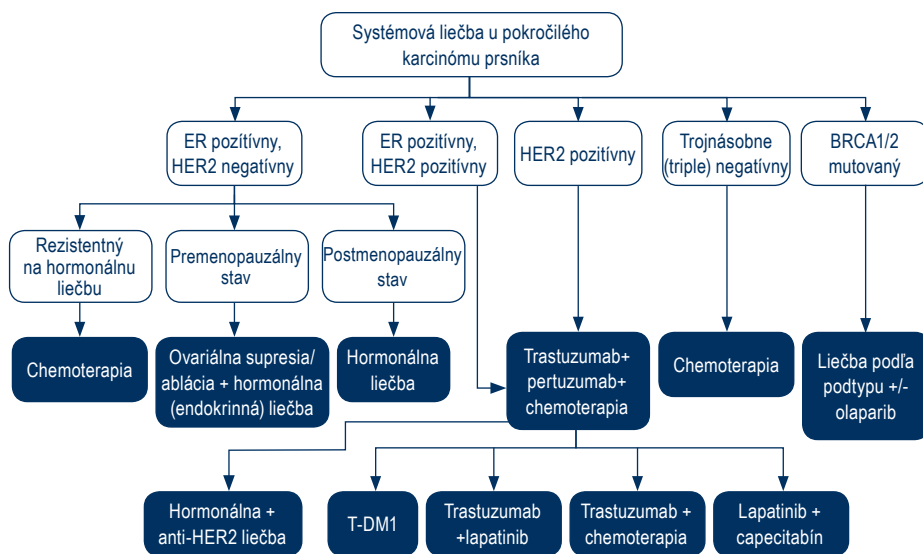 Systémová liečba u pokročilého
karcinómu prsníka
ER pozitívny,
HER2 negatívny
ER pozitívny,
HER2 pozitívny
HER2 pozitívny
Trojnásobne
(triple) negatívny
BRCA1/2
mutovaný
Rezistentný
na hormonálnu
liečbu
Premenopauzálny
stav
Postmenopauzálny
stav
Chemoterapia
Ovariálna supresia/
ablácia + hormonálna
(endokrinná) liečba
Hormonálna
liečba
Trastuzumab+
pertuzumab+
chemoterapia
Chemoterapia
Liečba podľa
podtypu +/-
olaparib
Hormonálna +
anti-HER2 liečba
T-DM1
Trastuzumab
+lapatinib
Trastuzumab +
chemoterapia
Lapatinib +
capecitabín